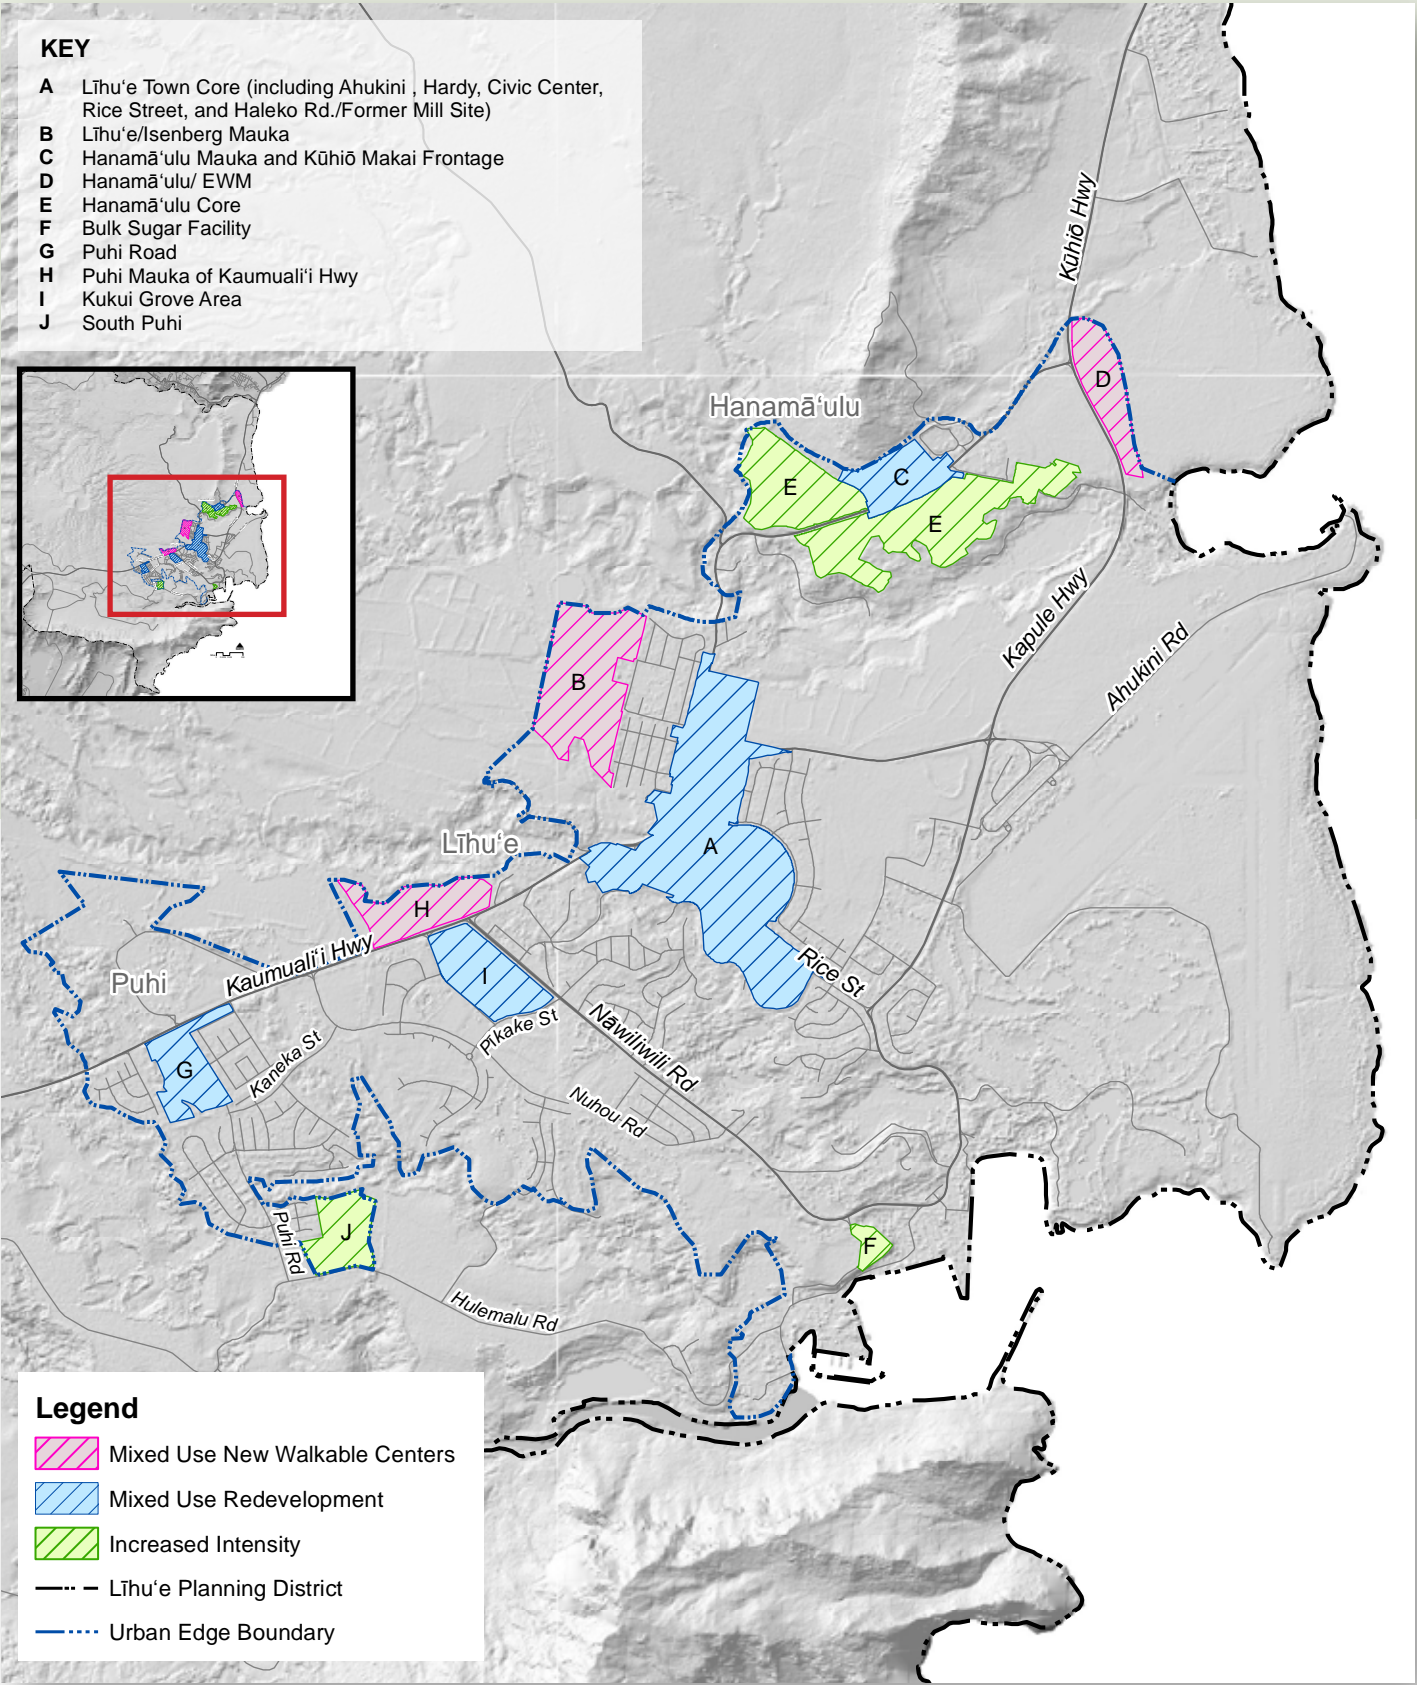 KEY
A Līhuʻe Town Core (including Ahukini , Hardy, Civic Center,
Rice Street, and Haleko Rd./Former Mill Site)
B Līhuʻe/Isenberg Mauka
C Hanamāʻulu Mauka and Kūhiō Makai Frontage
D Hanamāʻulu/ EWM
E Hanamāʻulu Core
F Bulk Sugar Facility
G Puhi Road
H Puhi Mauka of Kaumualiʻi Hwy
I Kukui Grove Area
J South Puhi
Kūhiō Hwy
D
Hanamāʻulu
E
C
E
Kapule Hwy
Ahukini Rd
B
Līhuʻe
A
H
Kaumualiʻi Hwy
Puhi
I
Rice St
Pīkake St
Nāwiliwili Rd
Kaneka St
G
Nuhou Rd
J
Puhi Rd
F
Hulemalu Rd
Legend
Mixed Use New Walkable Centers
Mixed Use Redevelopment
Increased Intensity
Līhuʻe Planning District
Urban Edge Boundary